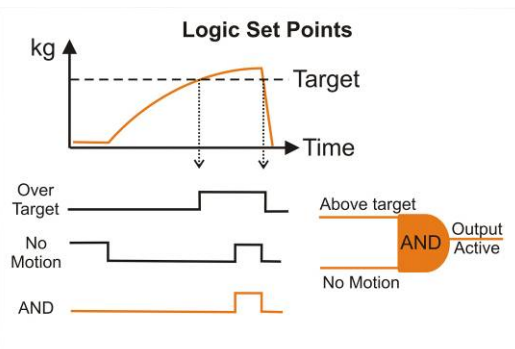 Logic Set Points
kg
Target
Time
Over
Target
No
Motion
AND
Above target
AND
Output
Active
No Motion